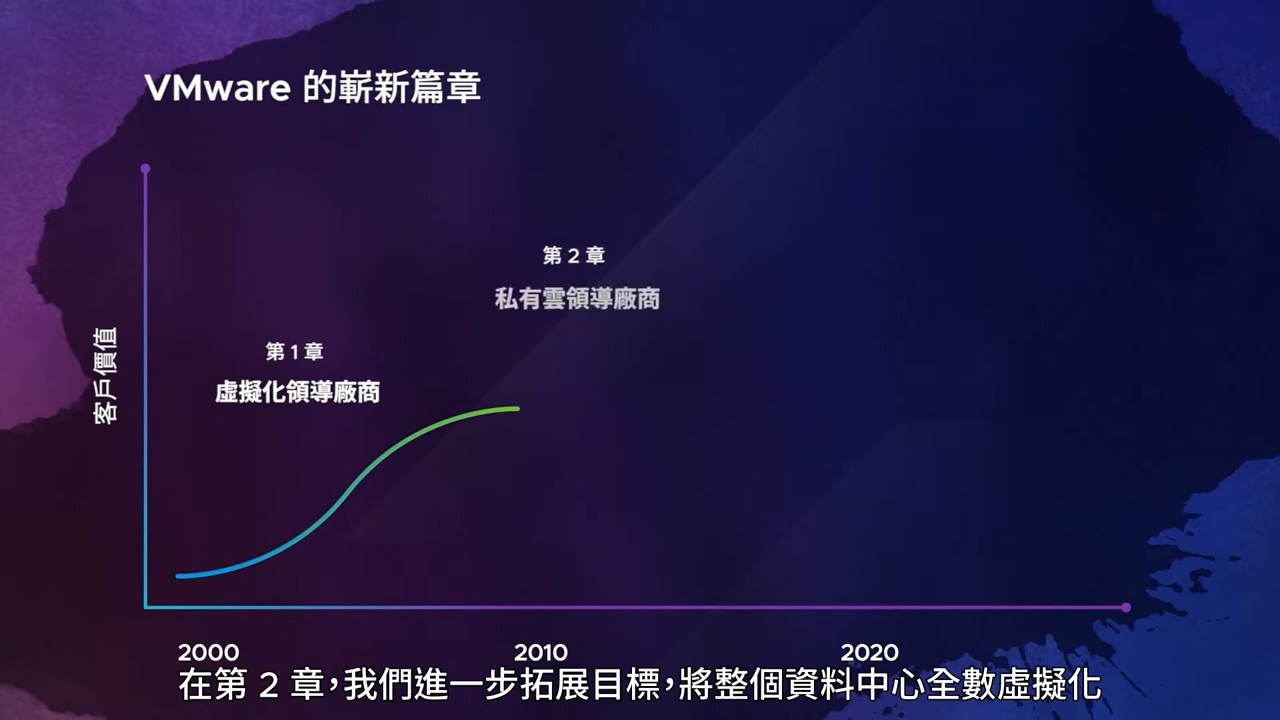 VMware 的嶄新篇章
第 2 章
私有雲領導廠商
第 1 章
虛擬化領導廠商
客戶價值
2000 2010 2020
在第 2 章，我們進一步拓展目標，將整個資料中心全數虛擬化